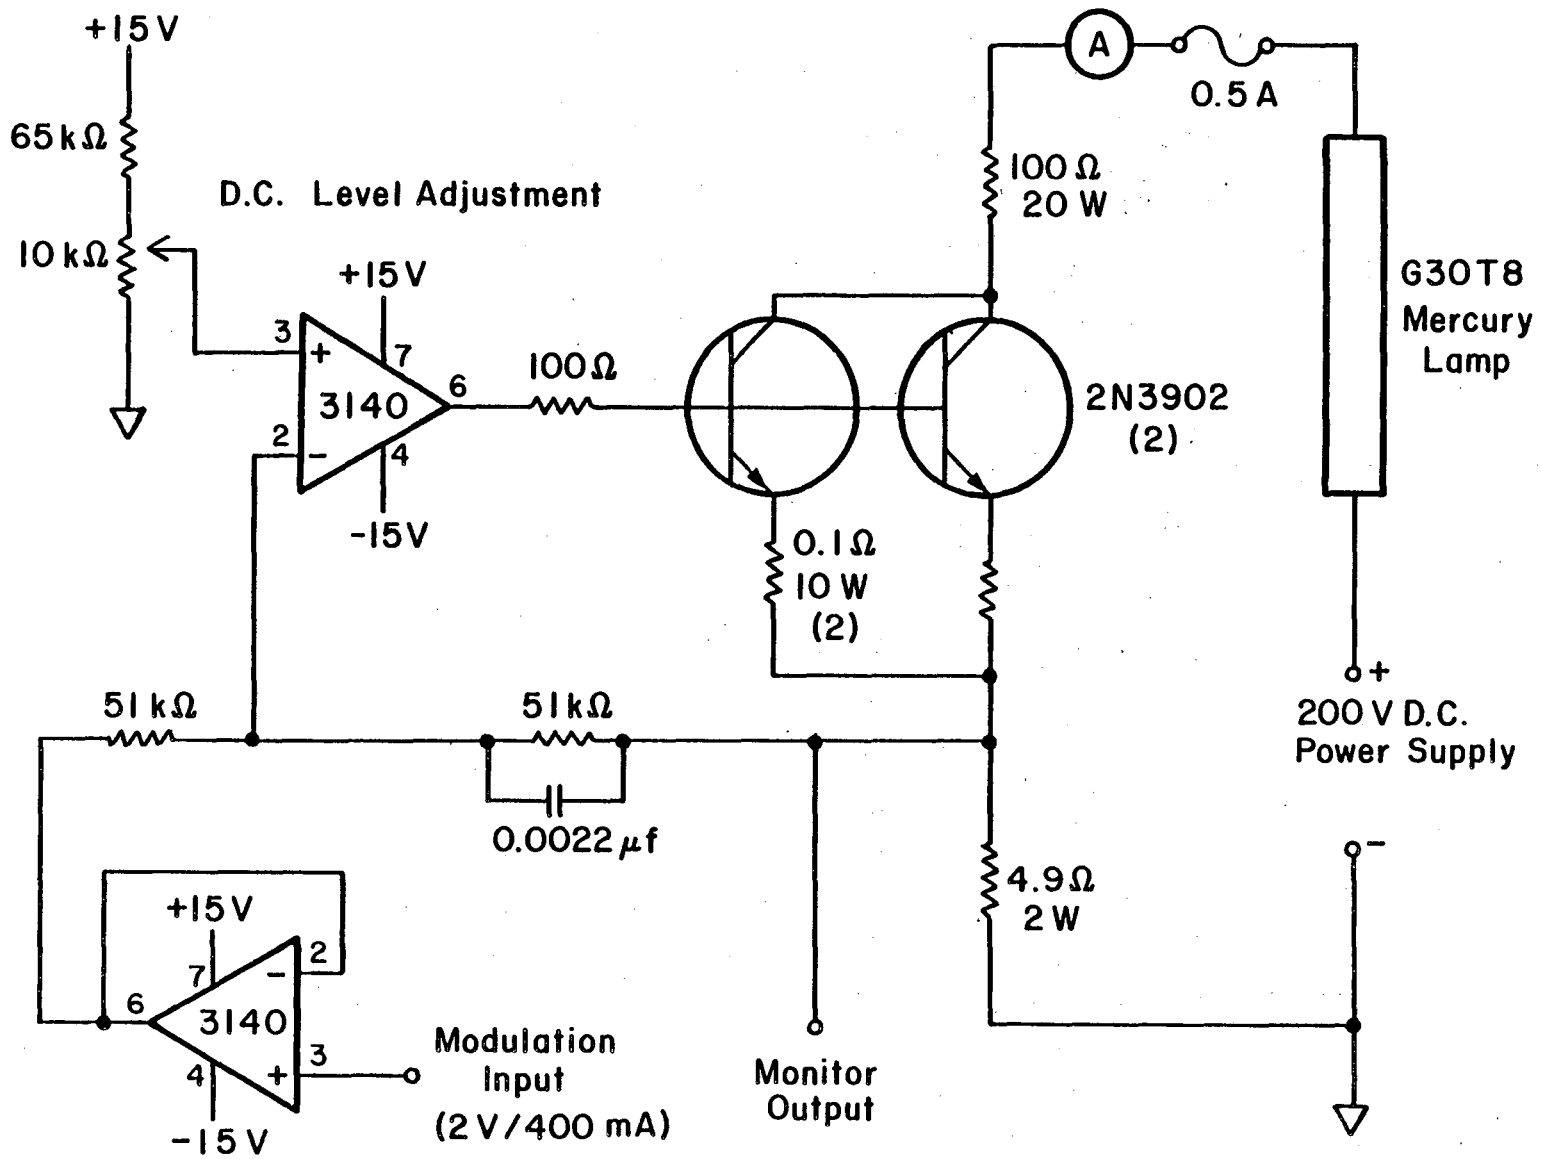 +15V
65kΩ
10kΩ
D.C. Level Adjustment
+15V
3
+
7
3140
6
2
-
4
-15V
100Ω
A
0.5A
100Ω
20W
G30T8
Mercury
Lamp
2N3902
(2)
0.1Ω
10W
(2)
+
200V D.C.
Power Supply
-
51kΩ
51kΩ
0.0022µf
4.9Ω
2W
+15V
7
2
-
6
3140
4
+
3
-15V
Modulation
Input
(2V/400 mA)
Monitor
Output